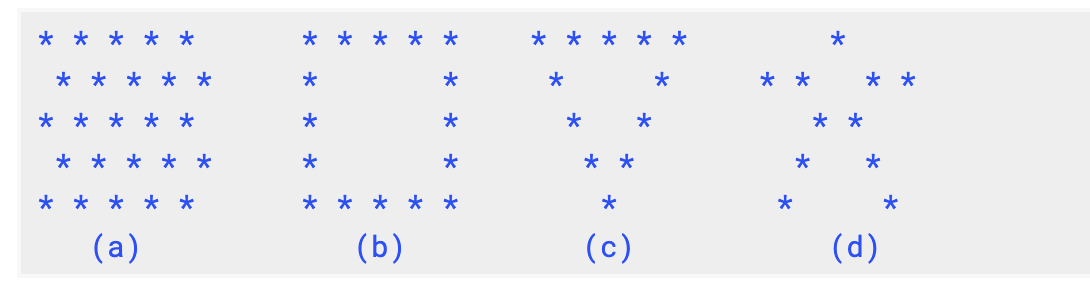 * * * * *      * * * * *    * * * * *        *
 * * * * *     *       *     *     *     * *   * *
* * * * *      *       *      *   *         * *
 * * * * *     *       *       * *         *   *
* * * * *      * * * * *        *         *     *
   (a)            (b)          (c)           (d)